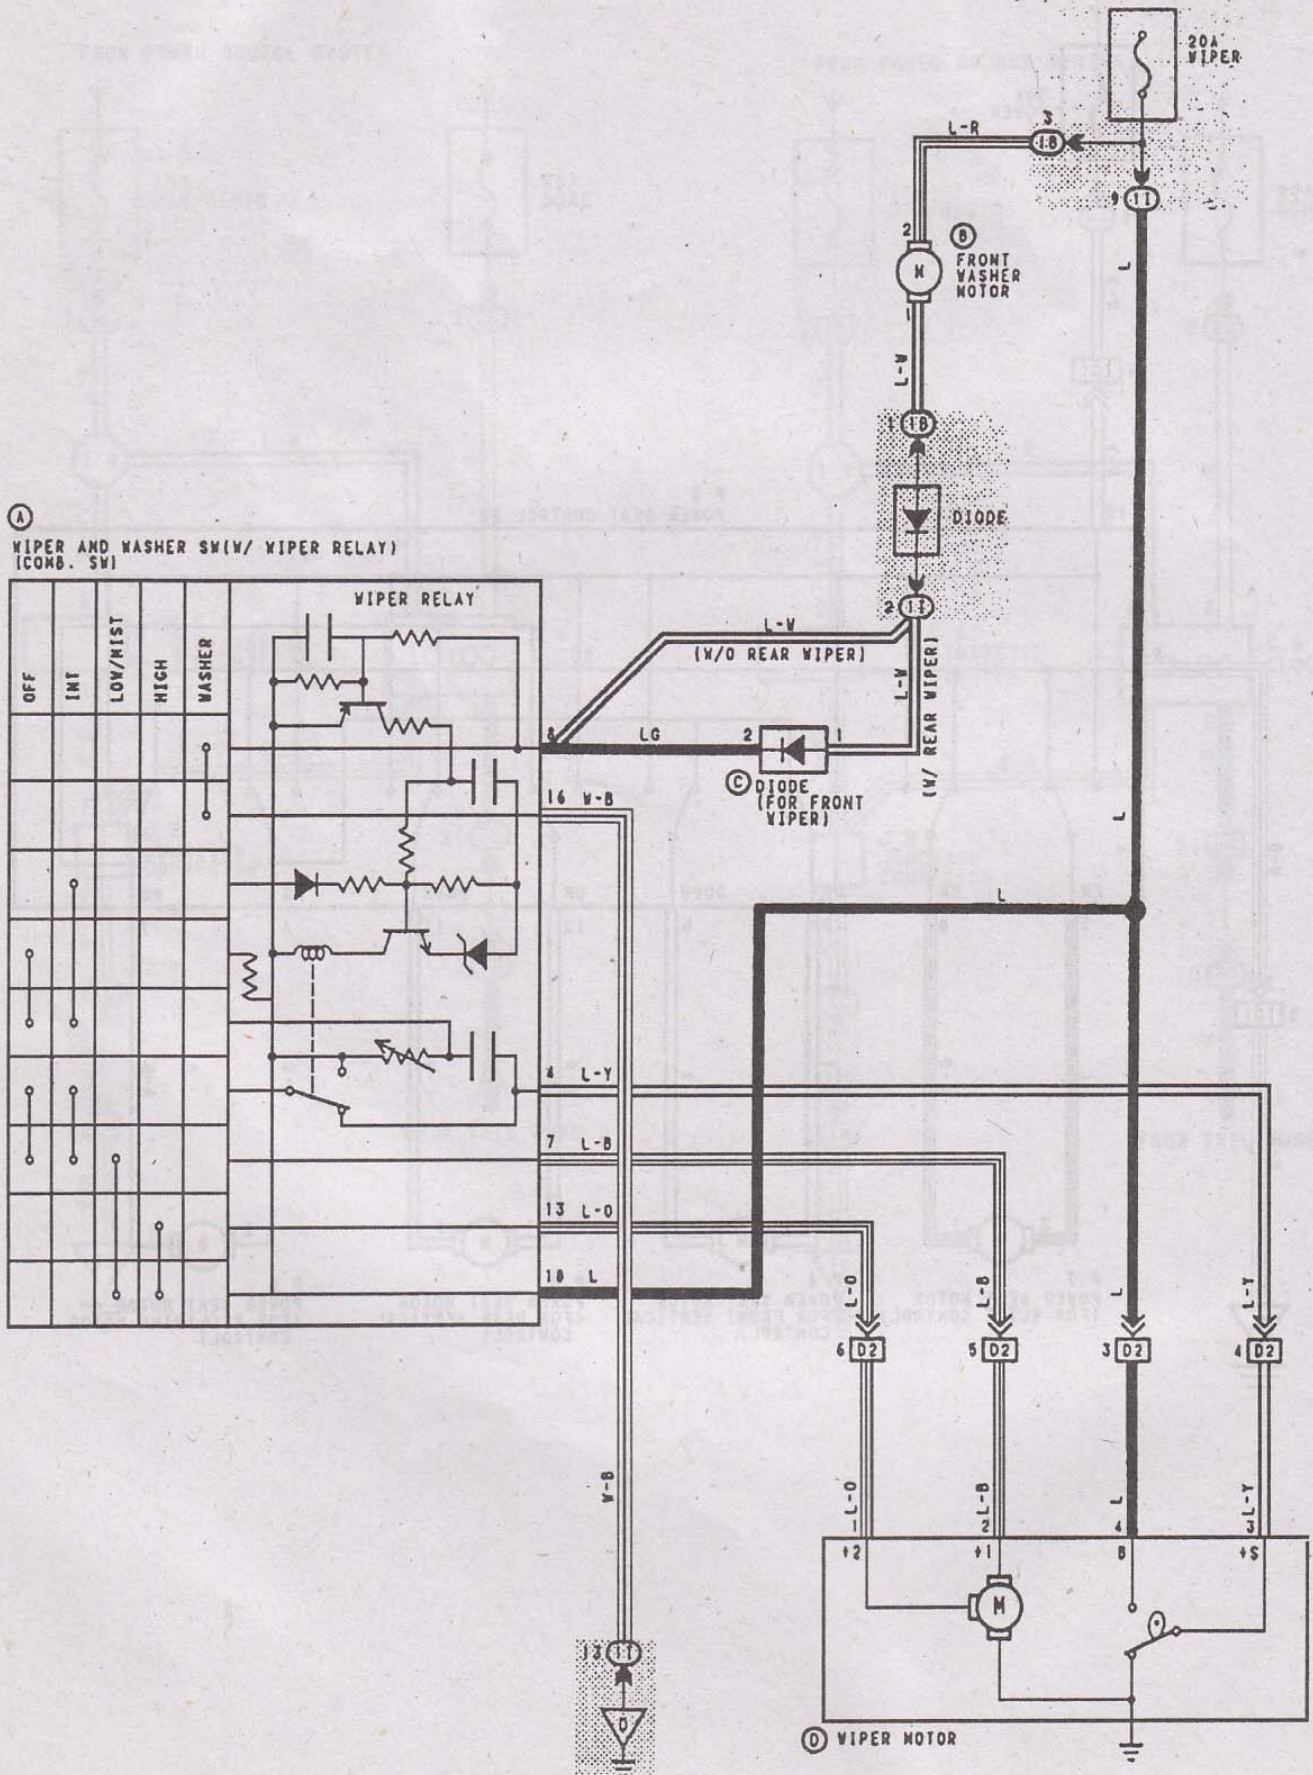 20A
WIPER
L-R
3
1B
9
1I
L
2
B
FRONT
WASHER
MOTOR
M
1
L-W
1
1B
DIODE
2
1I
A
WIPER AND WASHER SW(W/ WIPER RELAY)
(COMB. SW)
OFF
INT
LOW/MIST
HIGH
WASHER
WIPER RELAY
L-W
(W/O REAR WIPER)
L-W
(W/ REAR WIPER)
8
LG
2
1
C
DIODE
(FOR FRONT
WIPER)
16 W-B
L
L
4 L-Y
7 L-B
13 L-O
18 L
L-O
L-B
L
L-Y
6 D2
5 D2
3 D2
4 D2
W-B
L-O
L-B
L
L-Y
1
2
4
3
+2
+1
B
+S
M
13 1I
D
D WIPER MOTOR